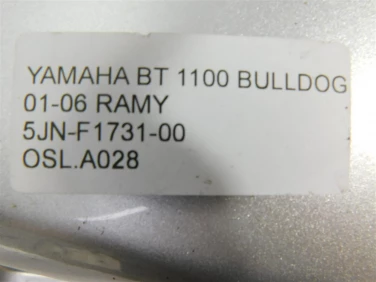 YAMAHA BT 1100 BULLDOG
01-06 RAMY
5JN-F1731-00
OSL.A028